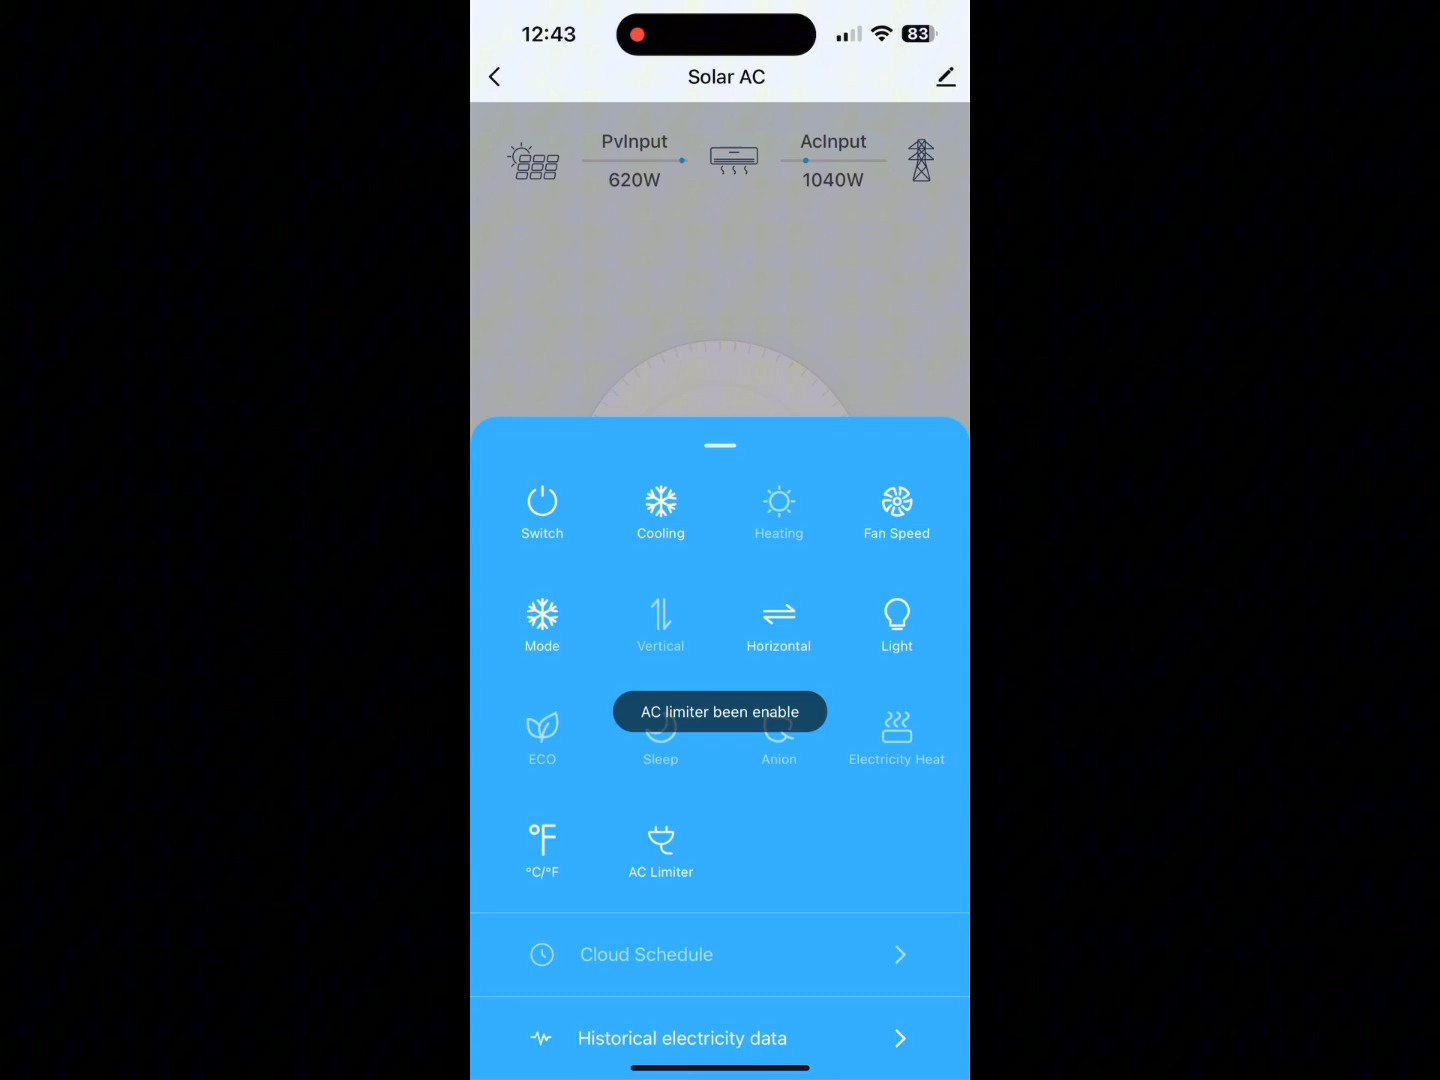 12:43
83
Solar AC
PvInput
AcInput
620W
1040W
Switch
Cooling
Heating
Fan Speed
Mode
Vertical
Horizontal
Light
AC limiter been enable
ECO
Sleep
Anion
Electricity Heat
°F
°C/°F
AC Limiter
Cloud Schedule
Historical electricity data